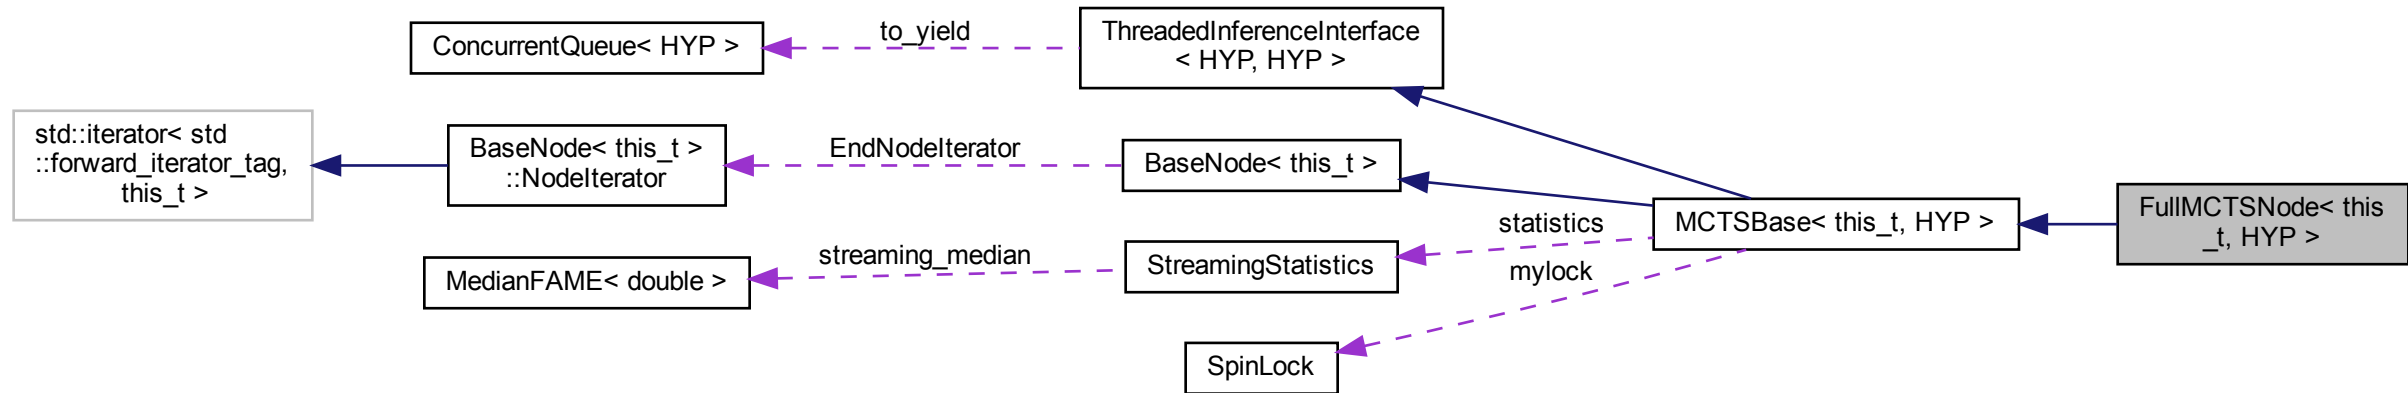 ConcurrentQueue< HYP >
to_yield
ThreadedInferenceInterface
< HYP, HYP >
std::iterator< std
::forward_iterator_tag,
this_t >
BaseNode< this_t >
::NodeIterator
EndNodeIterator
BaseNode< this_t >
MedianFAME< double >
streaming_median
StreamingStatistics
statistics
mylock
SpinLock
MCTSBase< this_t, HYP >
FullMCTSNode< this
_t, HYP >